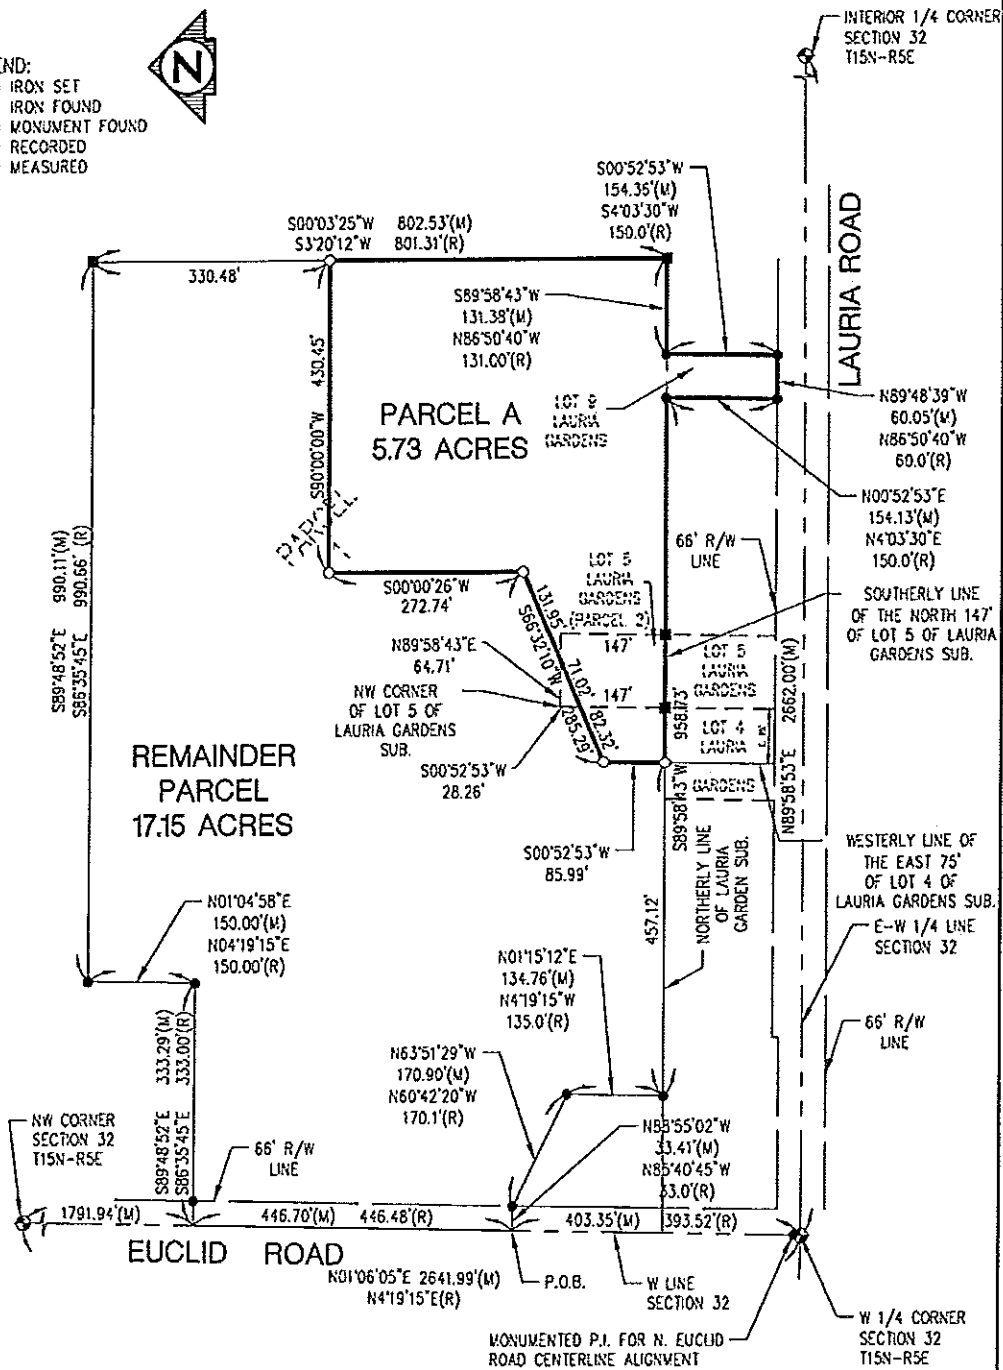 INTERIOR 1/4 CORNER
SECTION 32
T15N-R5E
END:
IRON SET
IRON FOUND
MONUMENT FOUND
RECORDED
MEASURED
N
S00°52'53"W
154.35'(M)
S4°03'30"W
150.0'(R)
S00°03'25"W 802.53'(M)
S3°20'12"W 801.31'(R)
330.48'
LAURIA ROAD
S89°58'43"W
131.38'(M)
N86°50'40"W
131.00'(R)
S90°00'00"W 430.45'
PARCEL A
5.73 ACRES
LOT 9
LAURIA
GARDENS
N89°48'39"W
60.05'(M)
N86°50'40"W
60.0'(R)
N00°52'53"E
154.13'(M)
N4°03'30"E
150.0'(R)
PARCEL
1
66' R/W
LINE
S89°48'52"E 990.11'(M)
S86°35'45"E 990.66' (R)
S00°00'26"W
272.74'
LOT 5
LAURIA
GARDENS
(PARCEL 2)
147'
SOUTHERLY LINE
OF THE NORTH 147'
OF LOT 5 OF LAURIA
GARDENS SUB.
131.95'
S66°32'10"W
71.02'
82.32'
285.29'
N89°58'43"E
64.71'
NW CORNER
OF LOT 5 OF
LAURIA GARDENS
SUB.
147'
LOT 5
LAURIA
GARDENS
S89°58'43"W 958.173'
N89°58'53"E 2662.00'(M)
LOT 4
LAURIA
GARDENS
S00°52'53"W
28.26'
REMAINDER
PARCEL
17.15 ACRES
S00°52'53"W
85.99'
WESTERLY LINE OF
THE EAST 75'
OF LOT 4 OF
LAURIA GARDENS SUB.
457.12'
NORTHERLY LINE
OF LAURIA
GARDEN SUB.
N01°04'58"E
150.00'(M)
N04°19'15"E
150.00'(R)
E-W 1/4 LINE
SECTION 32
N01°15'12"E
134.76'(M)
N4°19'15"W
135.0'(R)
66' R/W
LINE
S89°48'52"E 333.29'(M)
S86°35'45"E 333.00'(R)
N63°51'29"W
170.90'(M)
N60°42'20"W
170.1'(R)
NW CORNER
SECTION 32
T15N-R5E
N88°55'02"W
33.41'(M)
N85°40'45"W
33.0'(R)
66' R/W
LINE
1791.94'(M)
446.70'(M) 446.48'(R)
403.35'(M) 393.52'(R)
EUCLID ROAD
N01°06'05"E 2641.99'(M)
N4°19'15"E(R)
P.O.B.
W LINE
SECTION 32
MONUMENTED P.I. FOR N. EUCLID
ROAD CENTERLINE ALIGNMENT
W 1/4 CORNER
SECTION 32
T15N-R5E